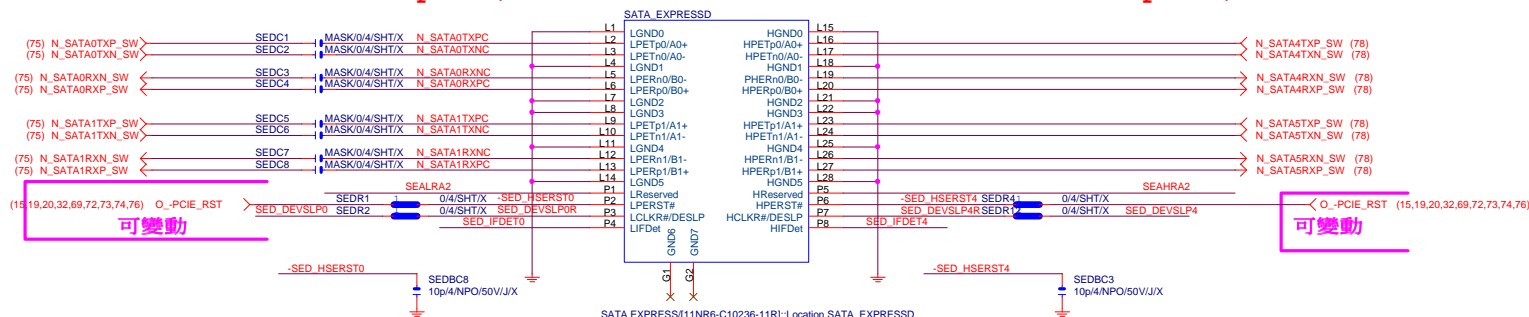 SATA_EXPRESSD
L1 LGND0 HGND0 L15
(75) N_SATA0TXP_SW SEDC1 MASK/0/4/SHT/X N_SATA0TXPC L2 LPETp0/A0+ HPETp0/A0+ L16 N_SATA4TXP_SW (78)
(75) N_SATA0TXN_SW SEDC2 MASK/0/4/SHT/X N_SATA0TXNC L3 LPETn0/A0- HPETn0/A0- L17 N_SATA4TXN_SW (78)
L4 LGND1 HGND1 L18
(75) N_SATA0RXN_SW SEDC3 MASK/0/4/SHT/X N_SATA0RXNC L5 LPERn0/B0- PHERn0/B0- L19 N_SATA4RXN_SW (78)
(75) N_SATA0RXP_SW SEDC4 MASK/0/4/SHT/X N_SATA0RXPC L6 LPERp0/B0+ HPERp0/B0+ L20 N_SATA4RXP_SW (78)
L7 LGND2 HGND2 L21
L8 LGND3 HGND3 L22
(75) N_SATA1TXP_SW SEDC5 MASK/0/4/SHT/X N_SATA1TXPC L9 LPETp1/A1+ HPETp1/A1+ L23 N_SATA5TXP_SW (78)
(75) N_SATA1TXN_SW SEDC6 MASK/0/4/SHT/X N_SATA1TXNC L10 LPETn1/A1- HPETn1/A1- L24 N_SATA5TXN_SW (78)
L11 LGND4 HGND4 L25
(75) N_SATA1RXN_SW SEDC7 MASK/0/4/SHT/X N_SATA1RXNC L12 LPERn1/B1- HPERn1/B1- L26 N_SATA5RXN_SW (78)
(75) N_SATA1RXP_SW SEDC8 MASK/0/4/SHT/X N_SATA1RXPC L13 LPERp1/B1+ HPERp1/B1+ L27 N_SATA5RXP_SW (78)
L14 LGND5 HGND5 L28
SEALRA2 P1 LReserved HReserved P5 SEAHRA2
(15,19,20,32,69,72,73,74,76) O_-PCIE_RST SEDR1 1 0/4/SHT/X -SED_HSERST0 P2 LPERST# HPERST# P6 -SED_HSERST4 SEDR4 1 0/4/SHT/X O_-PCIE_RST (15,19,20,32,69,72,73,74,76)
SED_DEVSLP0 SEDR2 1 0/4/SHT/X SED_DEVSLP0R P3 LCLKR#/DESLP HCLKR#/DESLP P7 SED_DEVSLP4R SEDR12 0/4/SHT/X SED_DEVSLP4
可變動 SED_IFDET0 P4 LIFDet HIFDet P8 SED_IFDET4 可變動
GND6 GND7
G1 G2
-SED_HSERST0 -SED_HSERST4
SEDBC8 SEDBC3
10p/4/NPO/50V/J/X 10p/4/NPO/50V/J/X
SATA EXPRESS/[11NR6-C10236-11R]::Location SATA_EXPRESSD